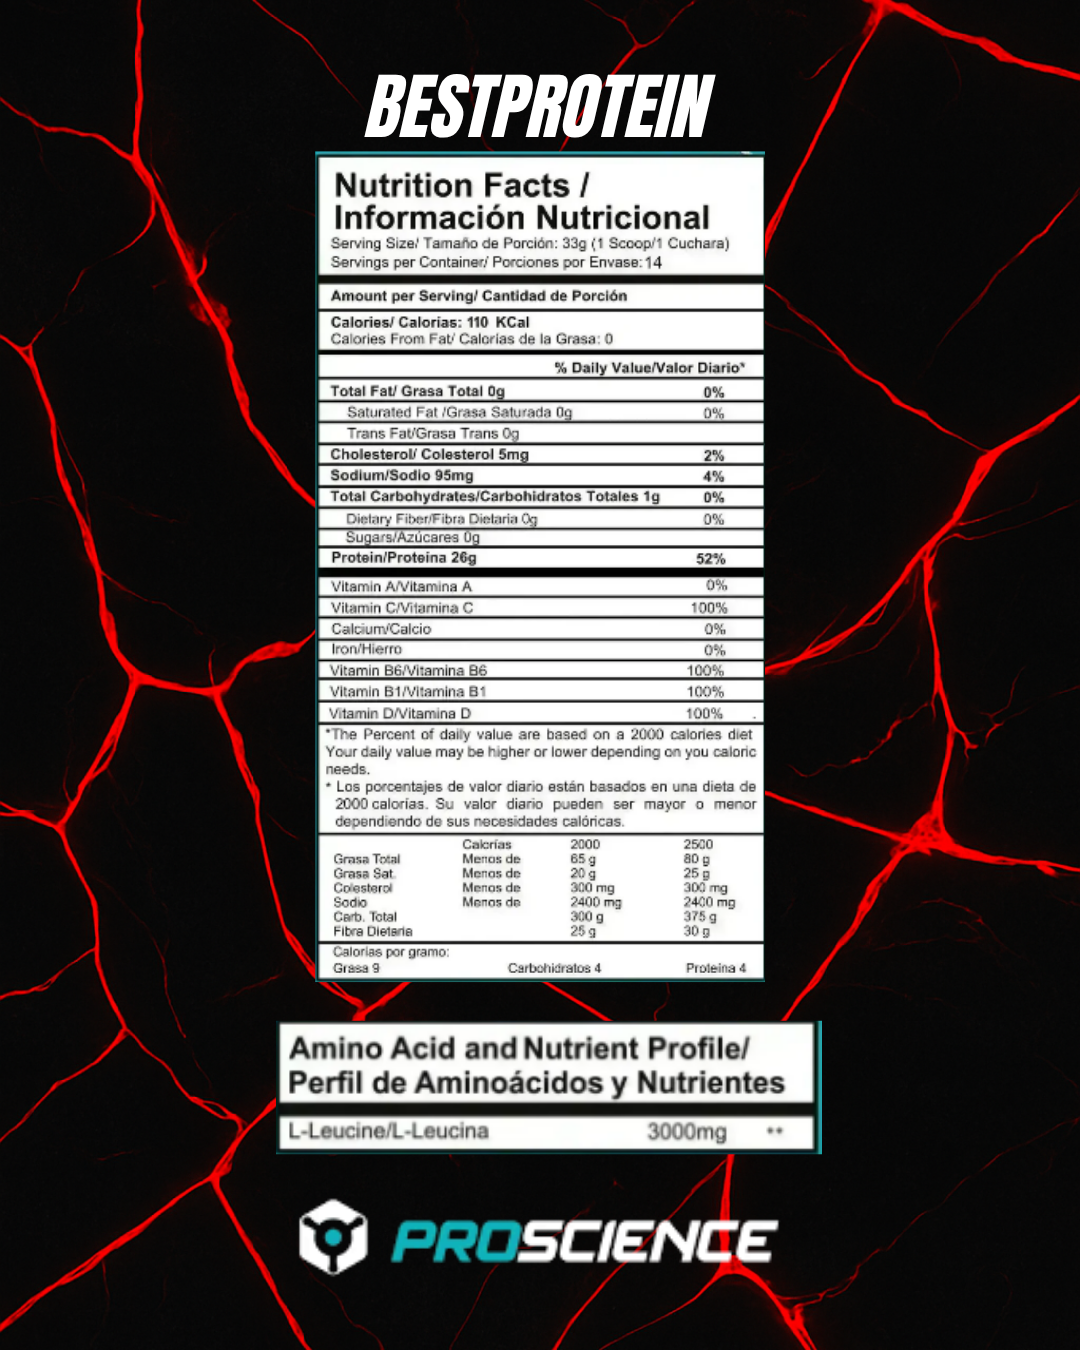 BESTPROTEIN
Nutrition Facts /
Información Nutricional
Serving Size/ Tamaño de Porción: 33g (1 Scoop/1 Cuchara)
Servings per Container/ Porciones por Envase: 14
Amount per Serving/ Cantidad de Porción
Calories/ Calorías: 110 KCal
Calories From Fat/ Calorías de la Grasa: 0
% Daily Value/Valor Diario*
Total Fat/ Grasa Total 0g 0%
Saturated Fat /Grasa Saturada 0g 0%
Trans Fat/Grasa Trans 0g
Cholesterol/ Colesterol 5mg 2%
Sodium/Sodio 95mg 4%
Total Carbohydrates/Carbohidratos Totales 1g 0%
Dietary Fiber/Fibra Dietaria 0g 0%
Sugars/Azúcares 0g
Protein/Proteína 26g 52%
Vitamin A/Vitamina A 0%
Vitamin C/Vitamina C 100%
Calcium/Calcio 0%
Iron/Hierro 0%
Vitamin B6/Vitamina B6 100%
Vitamin B1/Vitamina B1 100%
Vitamin D/Vitamina D 100% .
*The Percent of daily value are based on a 2000 calories diet
Your daily value may be higher or lower depending on you caloric
needs.
* Los porcentajes de valor diario están basados en una dieta de
2000 calorías. Su valor diario pueden ser mayor o menor
dependiendo de sus necesidades calóricas.
Calorías 2000 2500
Grasa Total Menos de 65 g 80 g
Grasa Sat. Menos de 20 g 25 g
Colesterol Menos de 300 mg 300 mg
Sodio Menos de 2400 mg 2400 mg
Carb. Total 300 g 375 g
Fibra Dietaria 25 g 30 g
Calorías por gramo:
Grasa 9 Carbohidratos 4 Proteína 4
Amino Acid and Nutrient Profile/
Perfil de Aminoácidos y Nutrientes
L-Leucine/L-Leucina 3000mg **
PROSCIENCE